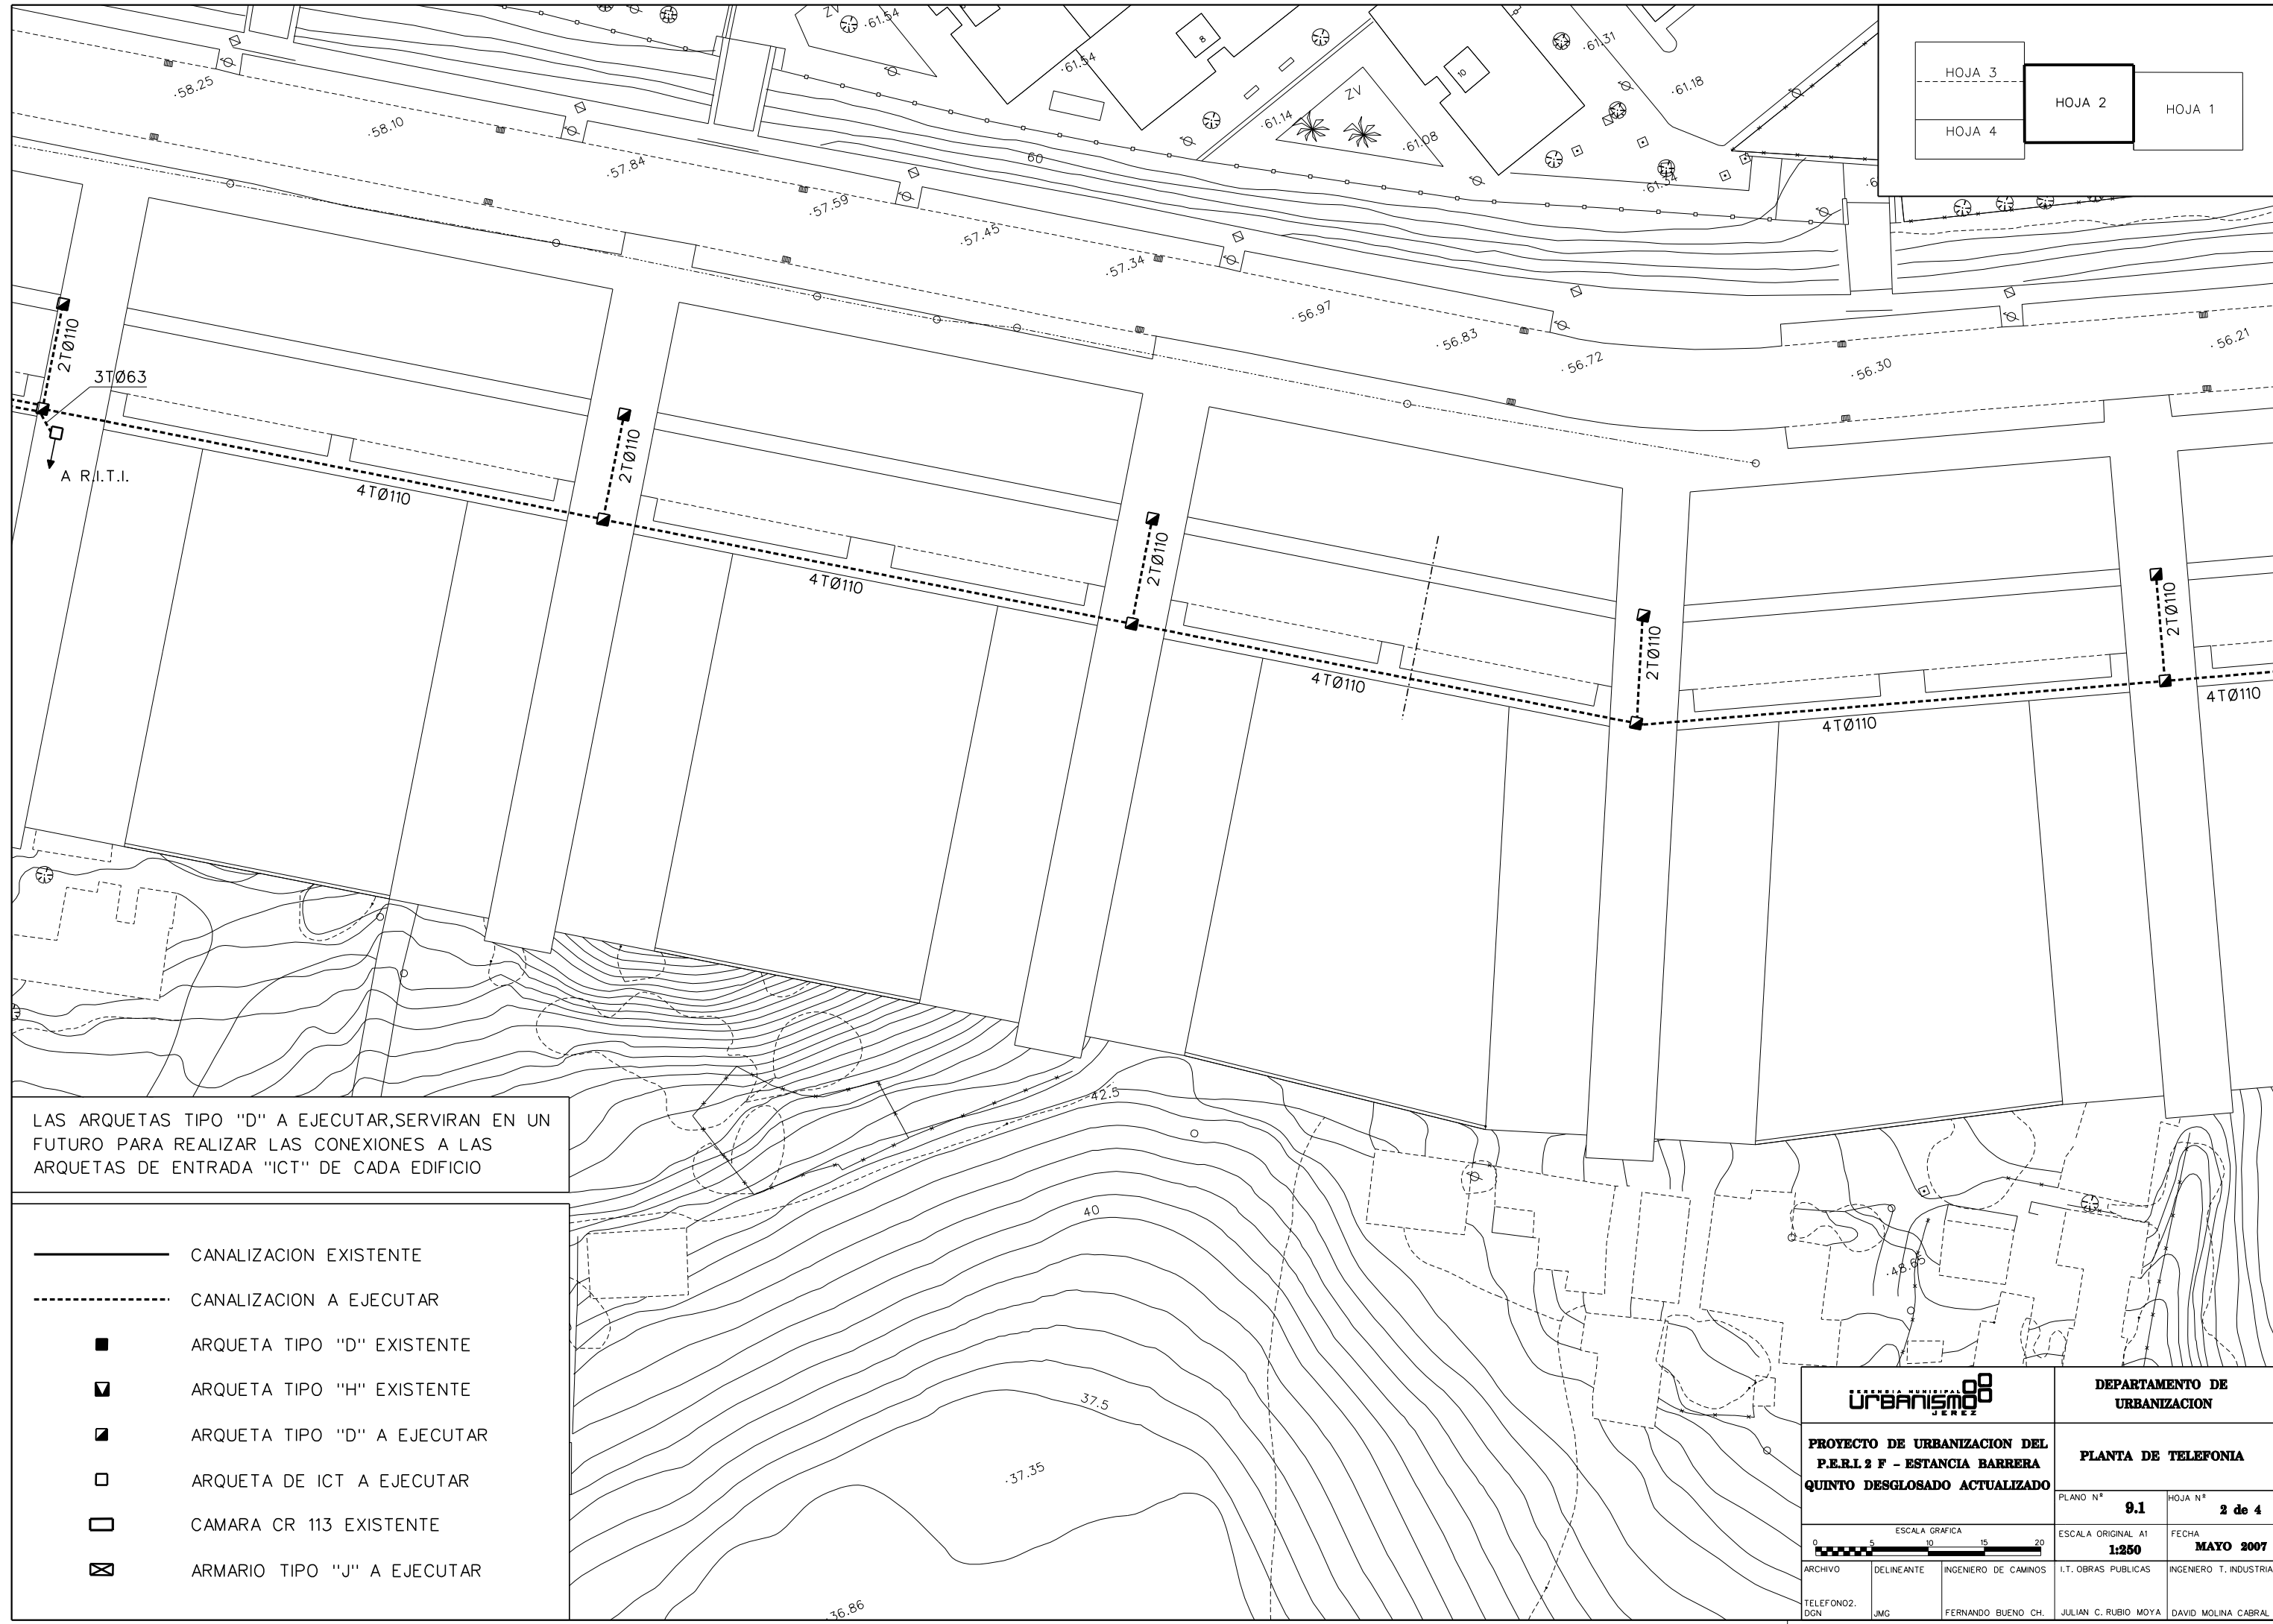 ZV
·61.54
·61.54
8
10
·61.31
·61.18
ZV
·61.14
·61.08
·61.34
·58.25
·58.10
·57.84
·57.59
·57.45
·57.34
·56.97
·56.83
·56.72
·56.30
·56.21
60
HOJA 3
HOJA 4
HOJA 2
HOJA 1
2TØ110
3TØ63
A R.I.T.I.
4TØ110
2TØ110
4TØ110
2TØ110
4TØ110
2TØ110
4TØ110
2TØ110
4TØ110
42.5
40
37.5
·37.35
·36.86
·48.65
LAS ARQUETAS TIPO "D" A EJECUTAR,SERVIRAN EN UN
FUTURO PARA REALIZAR LAS CONEXIONES A LAS
ARQUETAS DE ENTRADA "ICT" DE CADA EDIFICIO
CANALIZACION EXISTENTE
CANALIZACION A EJECUTAR
ARQUETA TIPO "D" EXISTENTE
ARQUETA TIPO "H" EXISTENTE
ARQUETA TIPO "D" A EJECUTAR
ARQUETA DE ICT A EJECUTAR
CAMARA CR 113 EXISTENTE
ARMARIO TIPO "J" A EJECUTAR
GERENCIA MUNICIPAL
URBANISMO
JEREZ
DEPARTAMENTO DE
URBANIZACION
PROYECTO DE URBANIZACION DEL
P.E.R.I. 2 F - ESTANCIA BARRERA
QUINTO DESGLOSADO ACTUALIZADO
PLANTA DE TELEFONIA
PLANO Nº
9.1
HOJA Nº
2 de 4
ESCALA GRAFICA
0 5 10 15 20
ESCALA ORIGINAL A1
1:250
FECHA
MAYO 2007
ARCHIVO
TELEFONO2.
DGN
DELINEANTE
JMG
INGENIERO DE CAMINOS
FERNANDO BUENO CH.
I.T. OBRAS PUBLICAS
JULIAN C. RUBIO MOYA
INGENIERO T. INDUSTRIA
DAVID MOLINA CABRAL